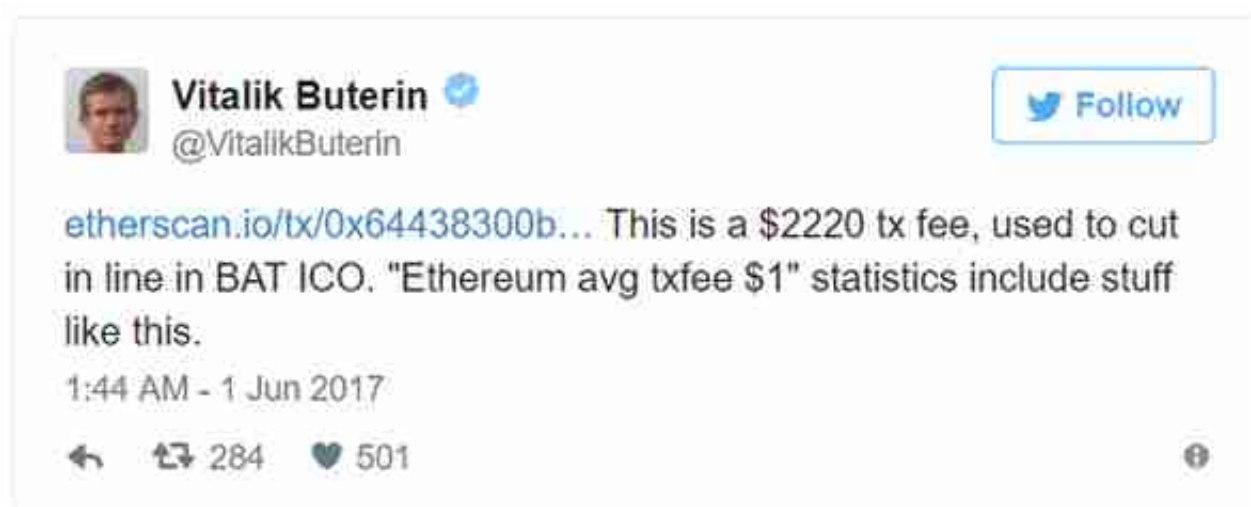 Vitalik Buterin
Follow
@VitalikButerin
etherscan.io/tx/0x64438300b... This is a $2220 tx fee, used to cut
in line in BAT ICO. "Ethereum avg txfee $1" statistics include stuff
like this.
1:44 AM - 1 Jun 2017
284 501